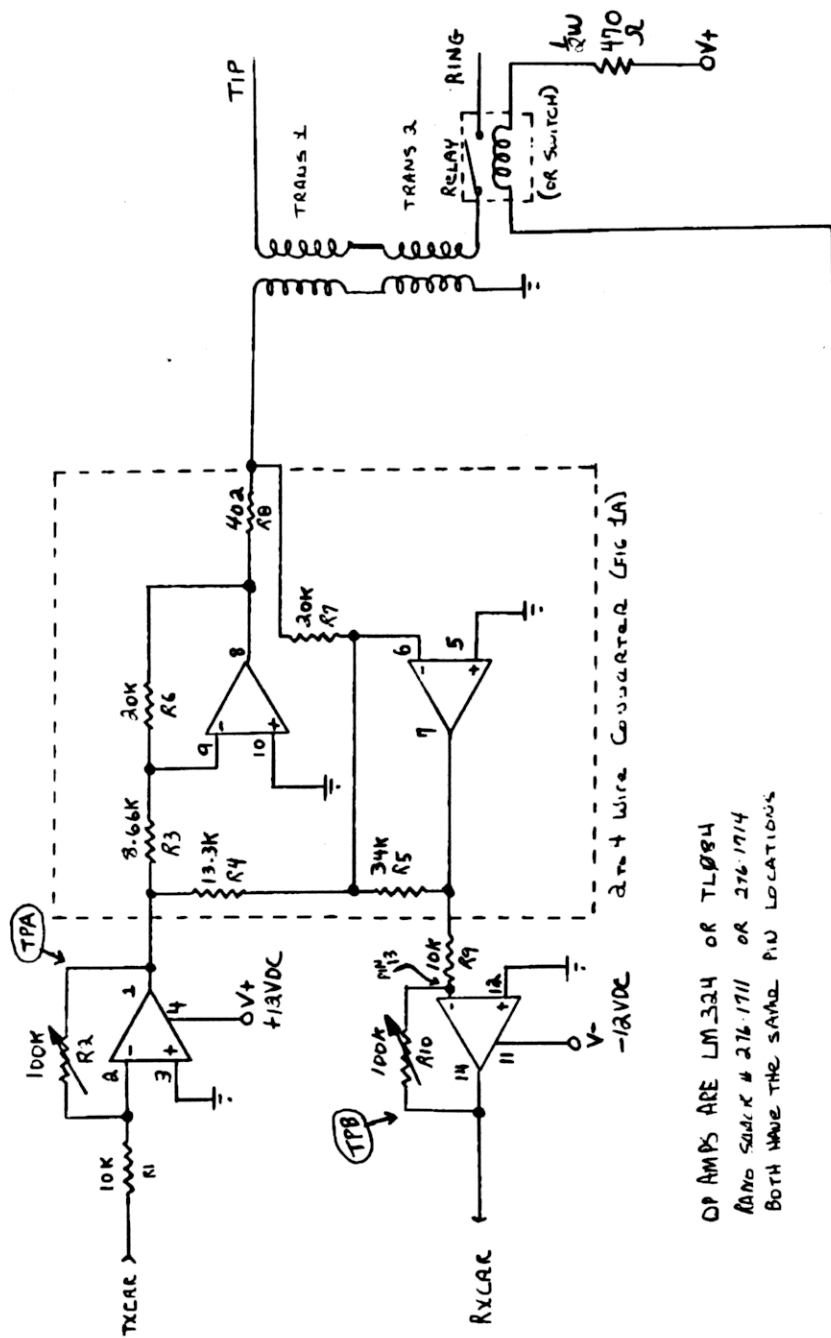 TXCAR
10K
R1
100K
R2
TPA
2
3
1
4
V+
+12VDC
8.66K
R3
13.3K
R4
20K
R6
9
10
8
402
R8
20K
R7
6
5
7
34K
R5
10K
R9
PIN 13
12
11
14
100K
R10
TPB
V-
-12VDC
RXCAR
2 to 4 Wire Converter (FIG 1A)
TIP
TRANS 1
TRANS 2
RELAY
(OR SWITCH)
RING
1/2W
470
Ω
V+
OP AMPS ARE LM324 OR TLØ84
RADIO SHACK # 276-1711 OR 276-1714
BOTH HAVE THE SAME PIN LOCATIONS